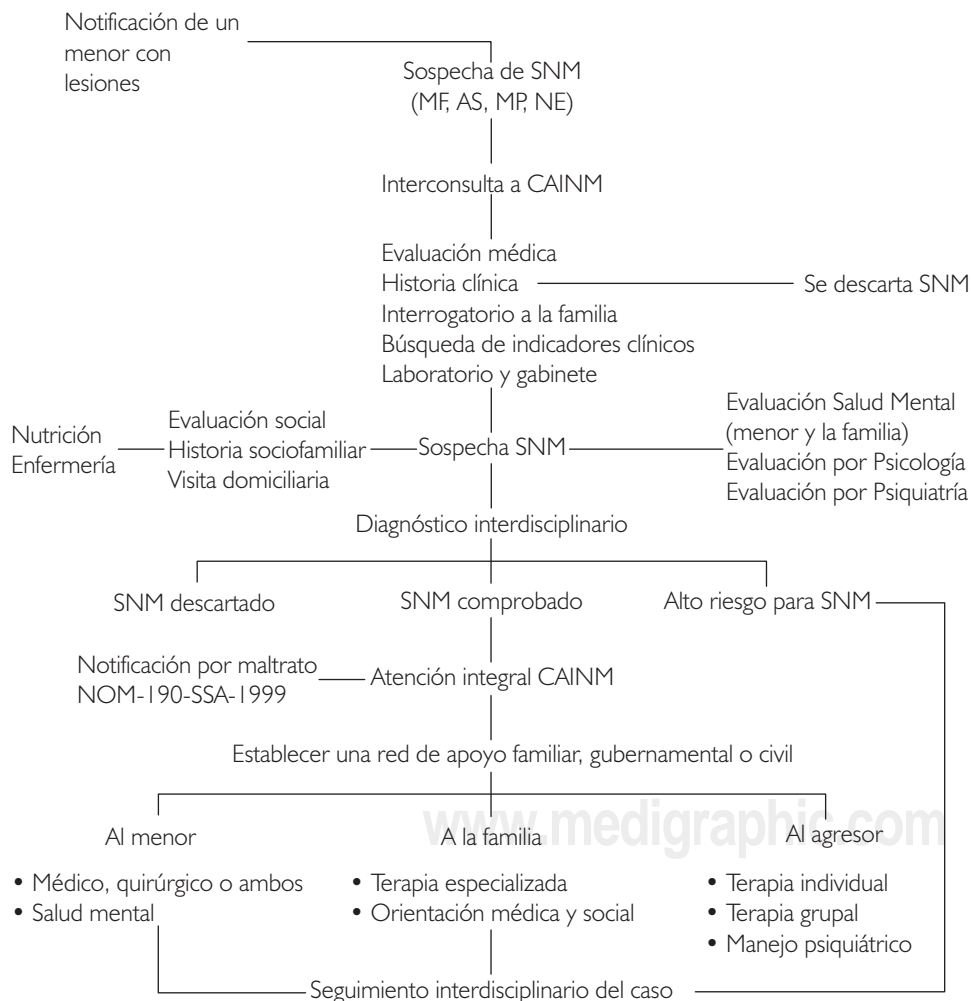 Notificación de un
menor con
lesiones
Sospecha de SNM
(MF, AS, MP, NE)
Interconsulta a CAINM
Evaluación médica
Historia clínica
Interrogatorio a la familia
Búsqueda de indicadores clínicos
Laboratorio y gabinete
Se descarta SNM
Nutrición
Enfermería
Evaluación social
Historia sociofamiliar
Visita domiciliaria
Sospecha SNM
Evaluación Salud Mental
(menor y la familia)
Evaluación por Psicología
Evaluación por Psiquiatría
Diagnóstico interdisciplinario
SNM descartado
SNM comprobado
Alto riesgo para SNM
Notificación por maltrato
NOM-190-SSA-1999
Atención integral CAINM
Establecer una red de apoyo familiar, gubernamental o civil
www.medigraphic.com
Al menor
• Médico, quirúrgico o ambos
• Salud mental
A la familia
• Terapia especializada
• Orientación médica y social
Al agresor
• Terapia individual
• Terapia grupal
• Manejo psiquiátrico
Seguimiento interdisciplinario del caso